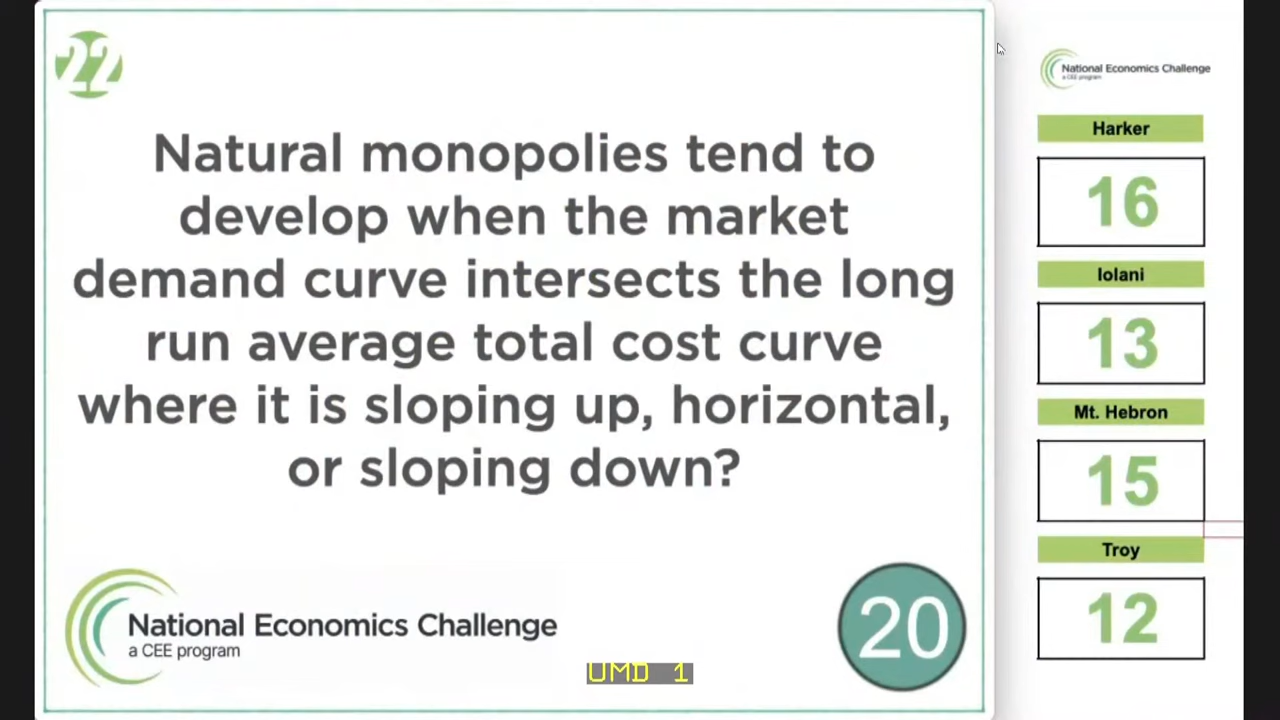 22
Natural monopolies tend to
develop when the market
demand curve intersects the long
run average total cost curve
where it is sloping up, horizontal,
or sloping down?
National Economics Challenge
a CEE program
20
UMD 1
National Economics Challenge
a CEE program
Harker
16
Iolani
13
Mt. Hebron
15
Troy
12